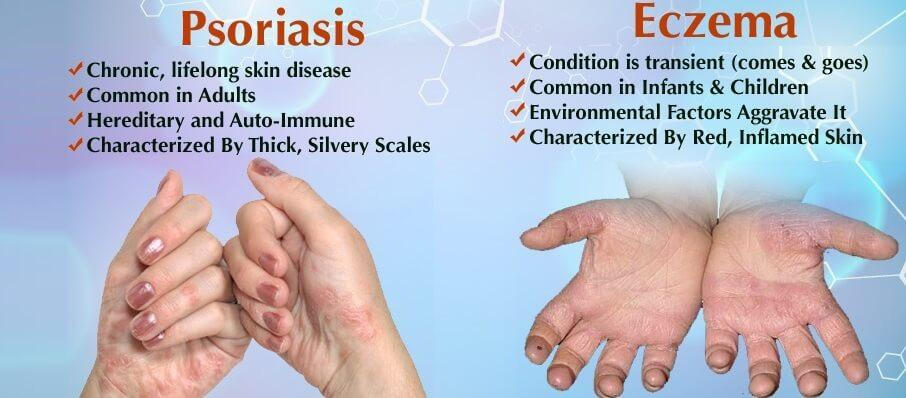 Psoriasis
✓Chronic, lifelong skin disease
✓Common in Adults
✓Hereditary and Auto-Immune
✓Characterized By Thick, Silvery Scales
Eczema
✓Condition is transient (comes & goes)
✓Common in Infants & Children
✓Environmental Factors Aggravate It
✓Characterized By Red, Inflamed Skin